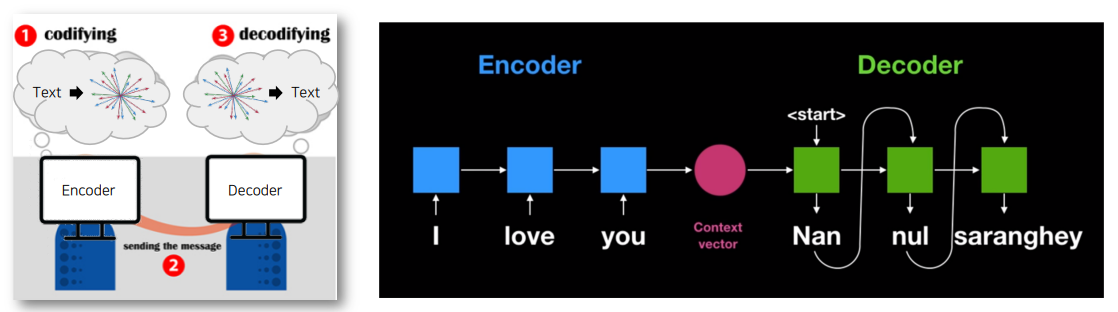 1 codifying
3 decodifying
Text
Text
Encoder
Decoder
sending the message
2
Encoder
Decoder
<start>
I
love
you
Context
vector
Nan
nul
saranghey